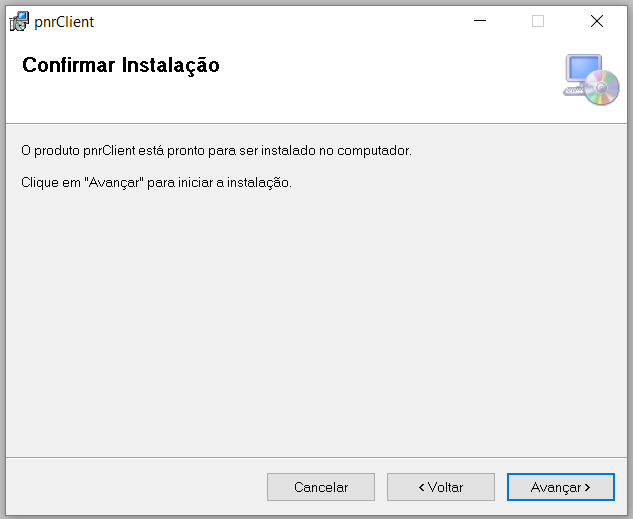 pnrClient
Confirmar Instalação
O produto pnrClient está pronto para ser instalado no computador.
Clique em "Avançar" para iniciar a instalação.
Cancelar
< Voltar
Avançar >